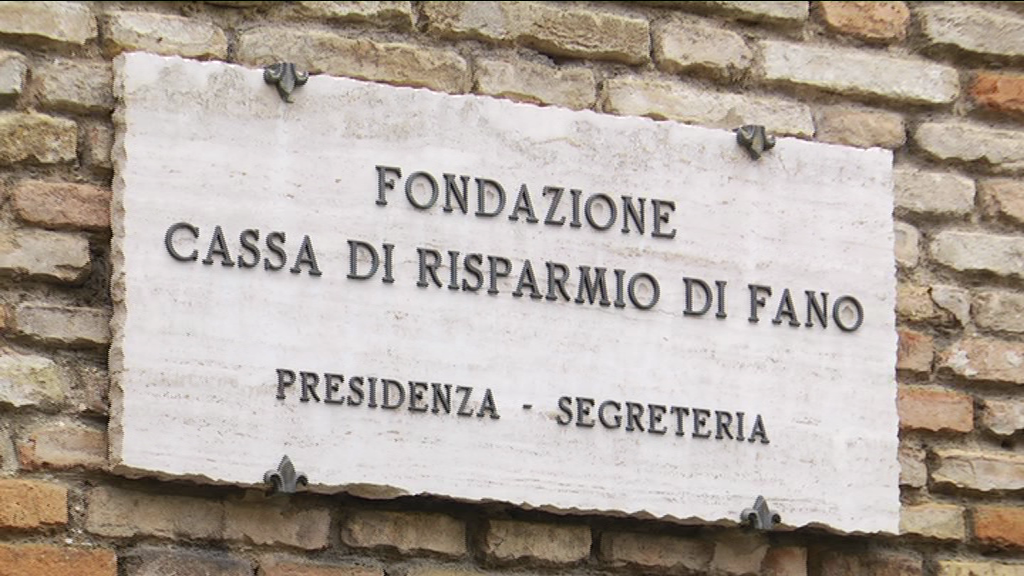 FONDAZIONE
CASSA DI RISPARMIO DI FANO
PRESIDENZA - SEGRETERIA